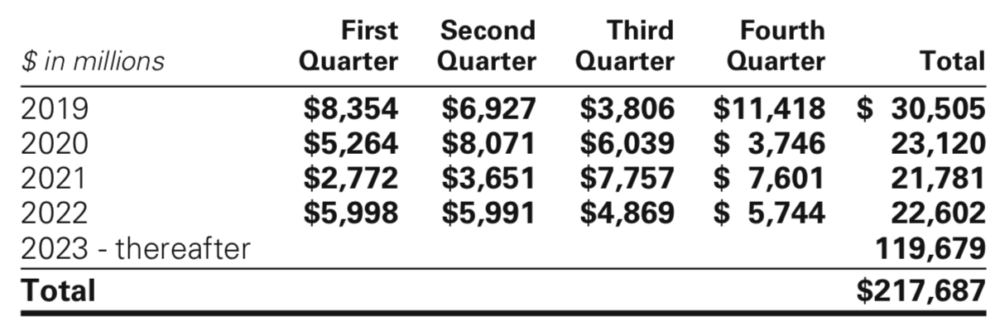 First Second Third Fourth
$ in millions Quarter Quarter Quarter Quarter Total
2019 $8,354 $6,927 $3,806 $11,418 $ 30,505
2020 $5,264 $8,071 $6,039 $ 3,746 23,120
2021 $2,772 $3,651 $7,757 $ 7,601 21,781
2022 $5,998 $5,991 $4,869 $ 5,744 22,602
2023 - thereafter 119,679
Total $217,687